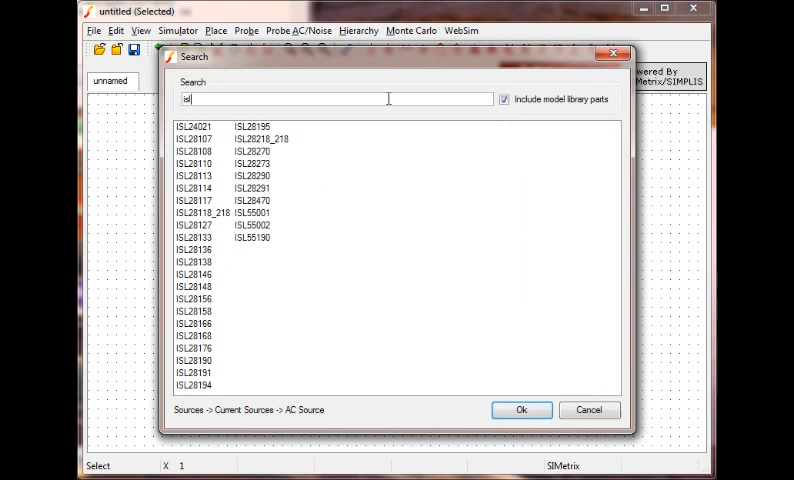 untitled (Selected)
File Edit View Simulator Place Probe Probe AC/Noise Hierarchy Monte Carlo WebSim
unnamed
wered By
Metrix/SIMPLIS
Search
Search
isl
Include model library parts
ISL24021 ISL28195
ISL28107 ISL28218_218
ISL28108 ISL28270
ISL28110 ISL28273
ISL28113 ISL28290
ISL28114 ISL28291
ISL28117 ISL28470
ISL28118_218 ISL55001
ISL28127 ISL55002
ISL28133 ISL55190
ISL28136
ISL28138
ISL28146
ISL28148
ISL28156
ISL28158
ISL28166
ISL28168
ISL28176
ISL28190
ISL28191
ISL28194
Sources -> Current Sources -> AC Source
Ok Cancel
Select X 1 SIMetrix